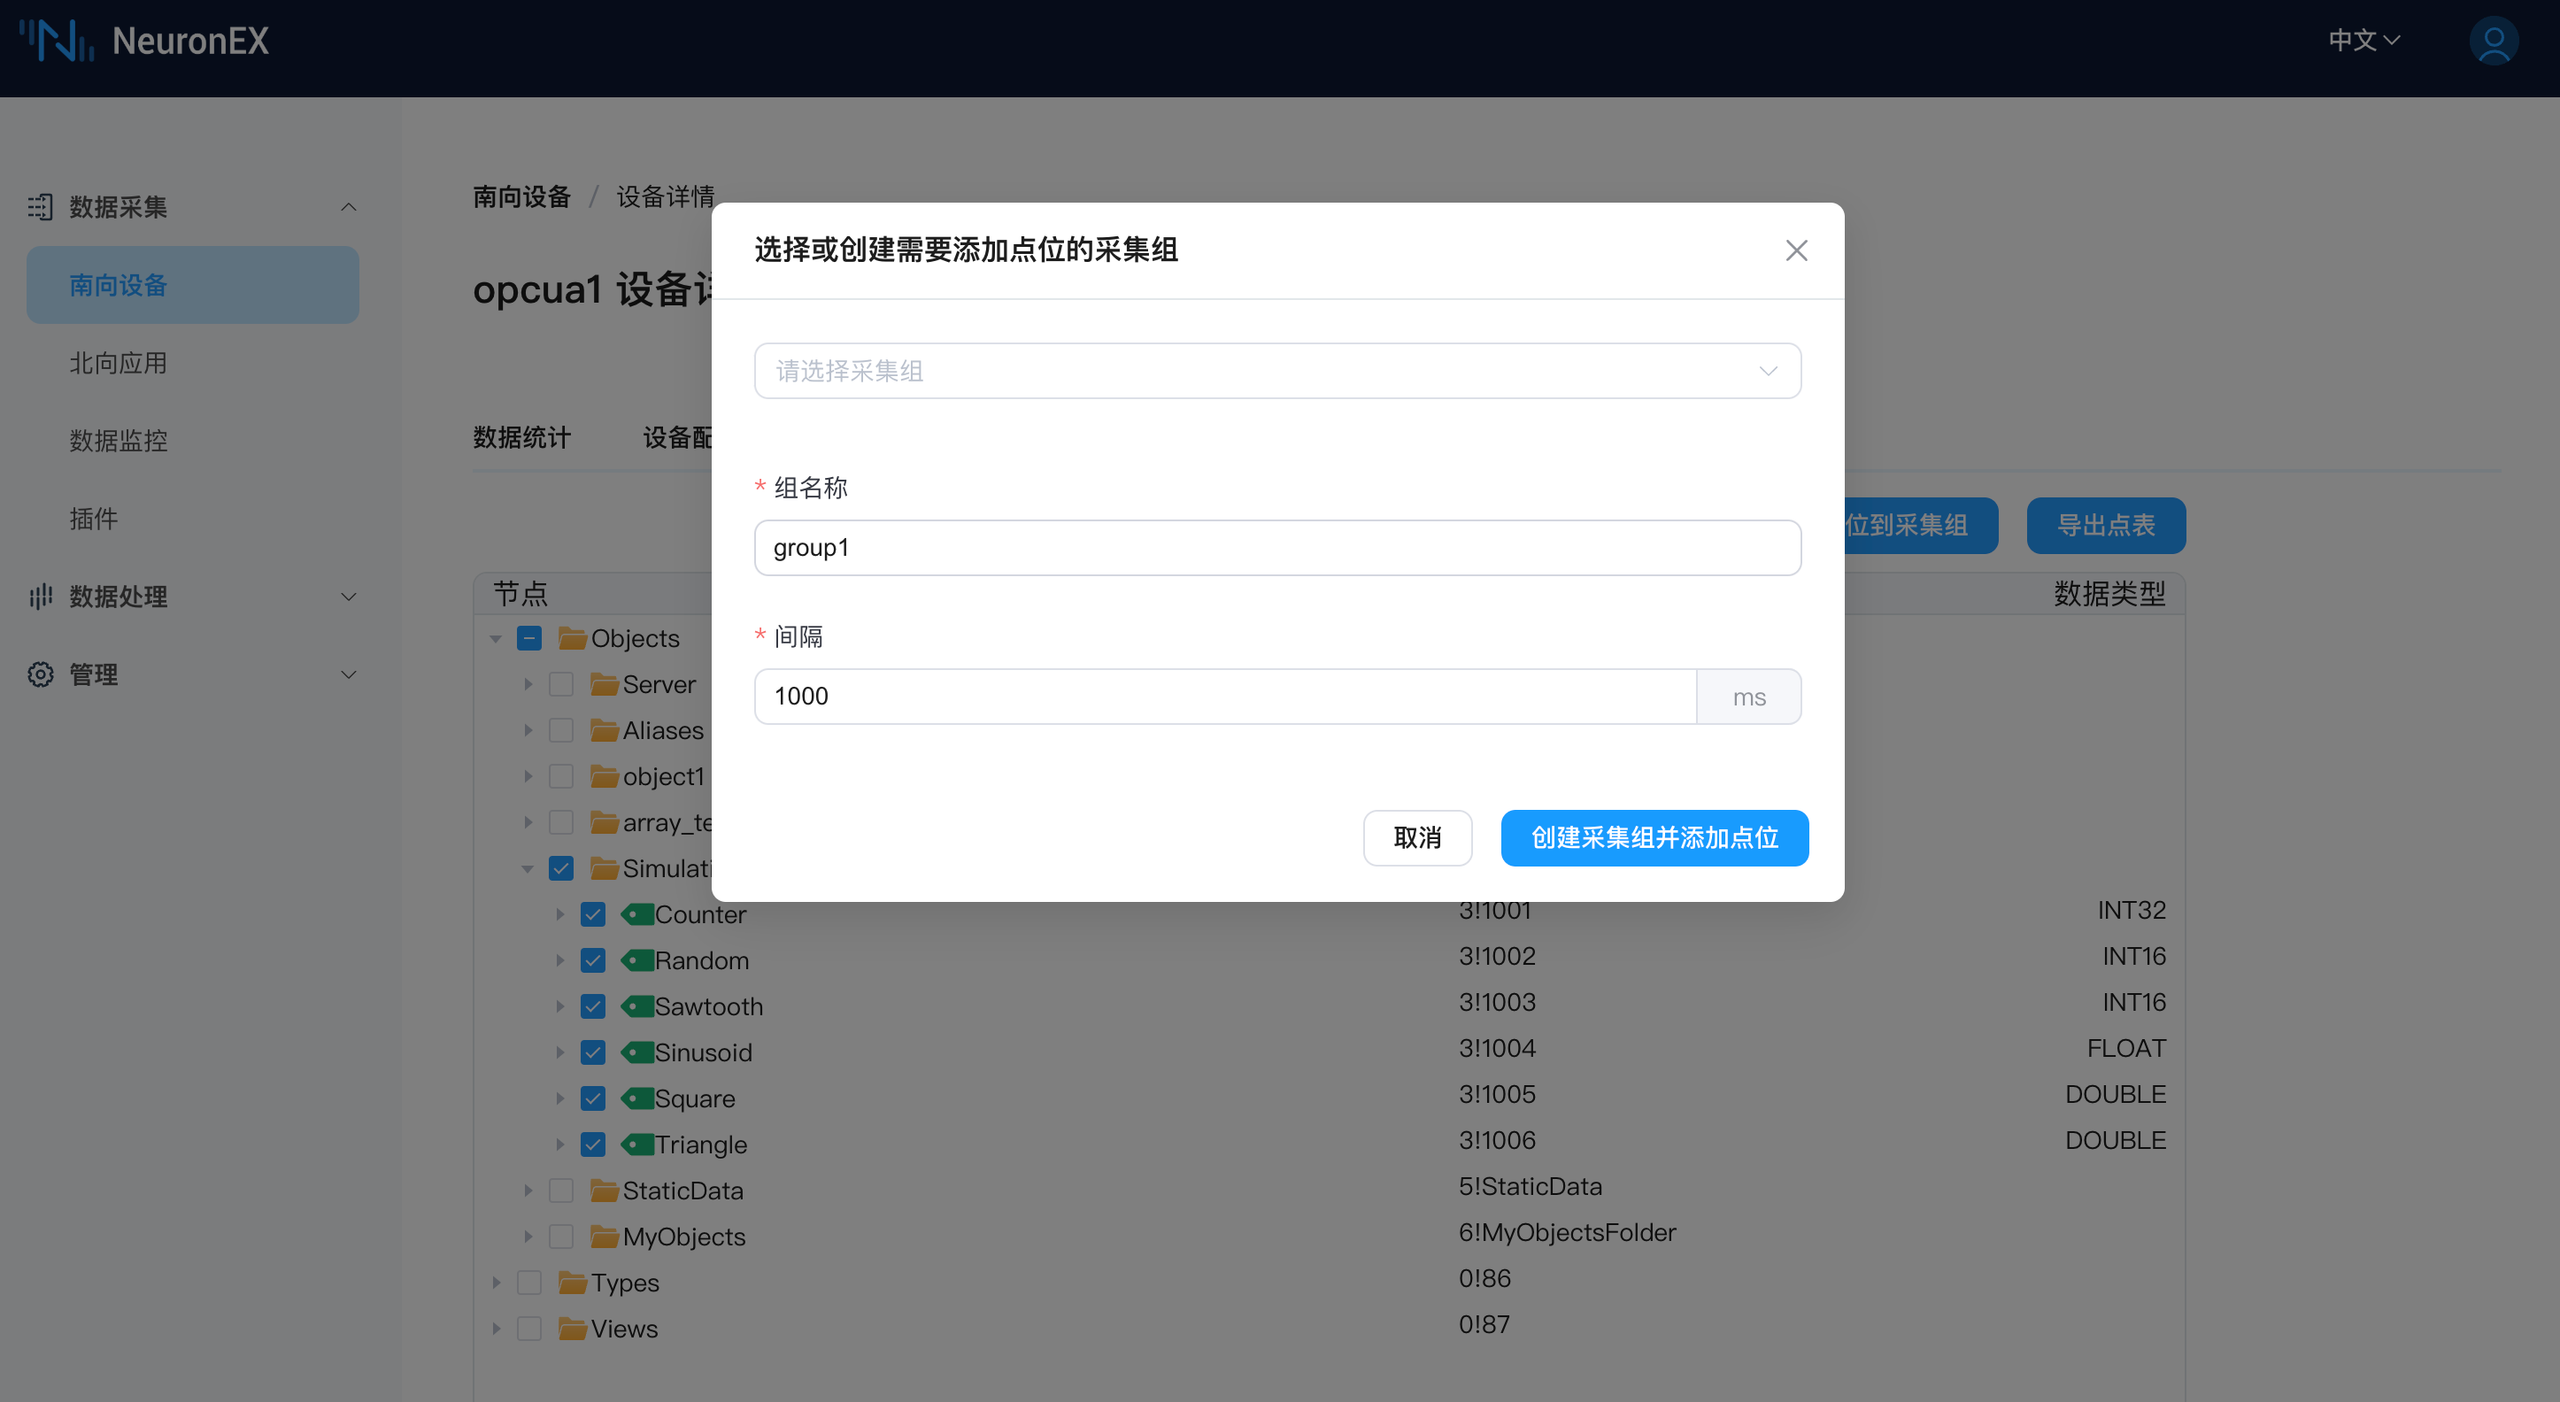 NeuronEX
中文
数据采集
南向设备
北向应用
数据监控
插件
数据处理
管理
南向设备 / 设备详情
opcua1 设备详
数据统计 设备配
选择或创建需要添加点位的采集组
请选择采集组
* 组名称
group1
* 间隔
1000 ms
取消 创建采集组并添加点位
位到采集组 导出点表
节点 数据类型
Objects
Server
Aliases
object1
array_te
Simulati
Counter 3!1001 INT32
Random 3!1002 INT16
Sawtooth 3!1003 INT16
Sinusoid 3!1004 FLOAT
Square 3!1005 DOUBLE
Triangle 3!1006 DOUBLE
StaticData 5!StaticData
MyObjects 6!MyObjectsFolder
Types 0!86
Views 0!87